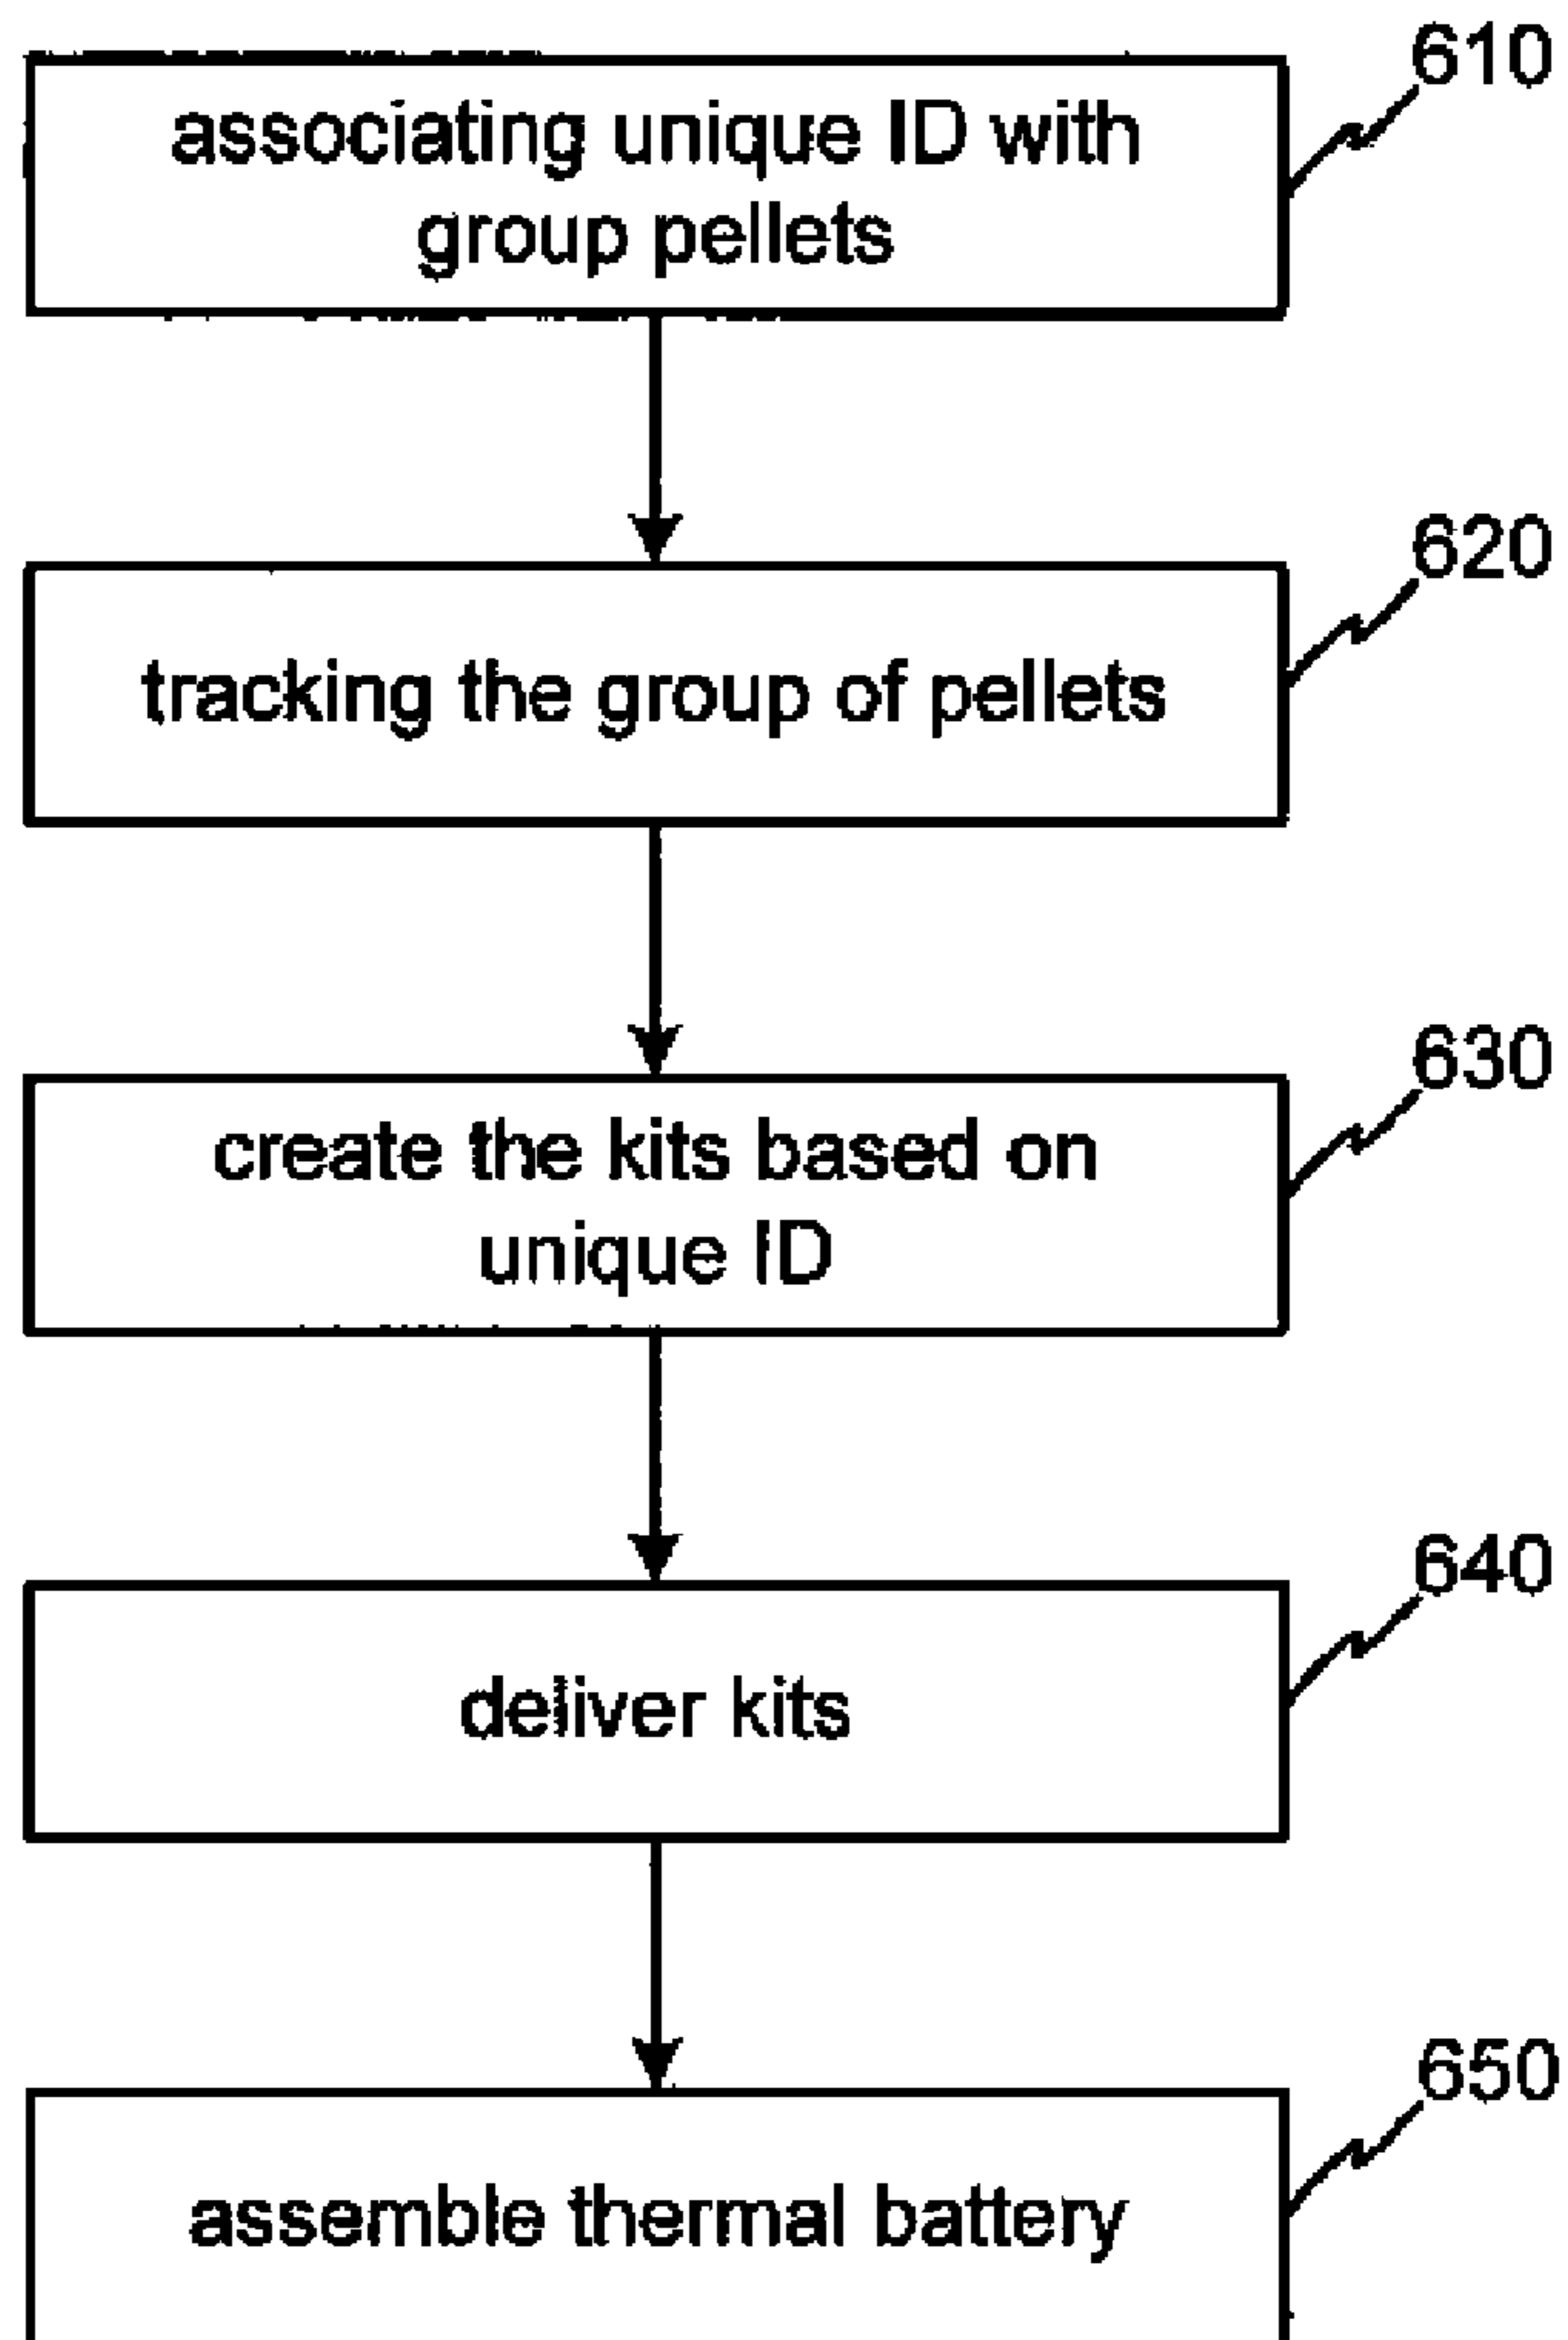 610
associating unique ID with
group pellets
620
tracking the group of pellets
630
create the kits based on
unique ID
640
deliver kits
650
assemble thermal battery